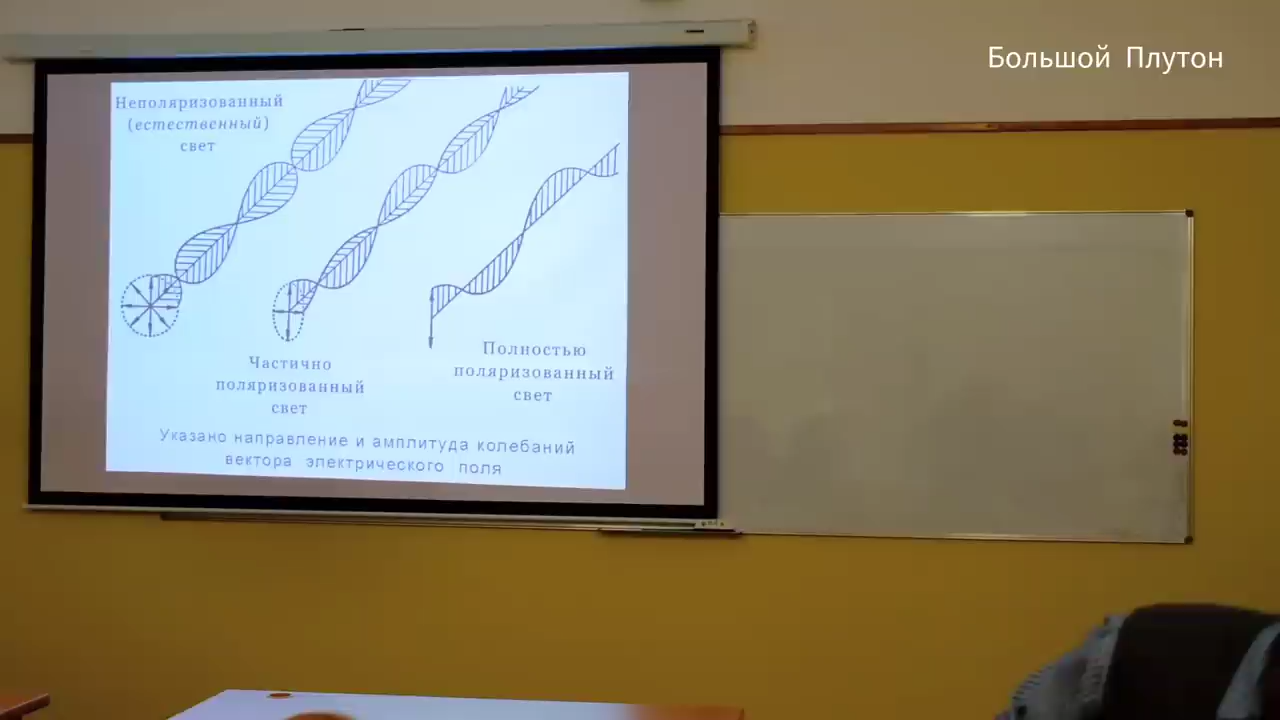 Большой Плутон
Неполяризованный
(естественный)
свет
Частично
поляризованный
свет
Полностью
поляризованный
свет
Указано направление и амплитуда колебаний
вектора электрического поля